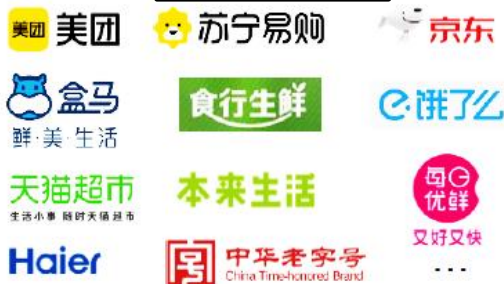 美团 美团 苏宁易购 京东
盒马 食行生鲜 饿了么
鲜·美·生活
天猫超市 本来生活 每日优鲜
生活小事 随时天猫超市
又好又快
Haier 中华老字号
China Time-honored Brand
...